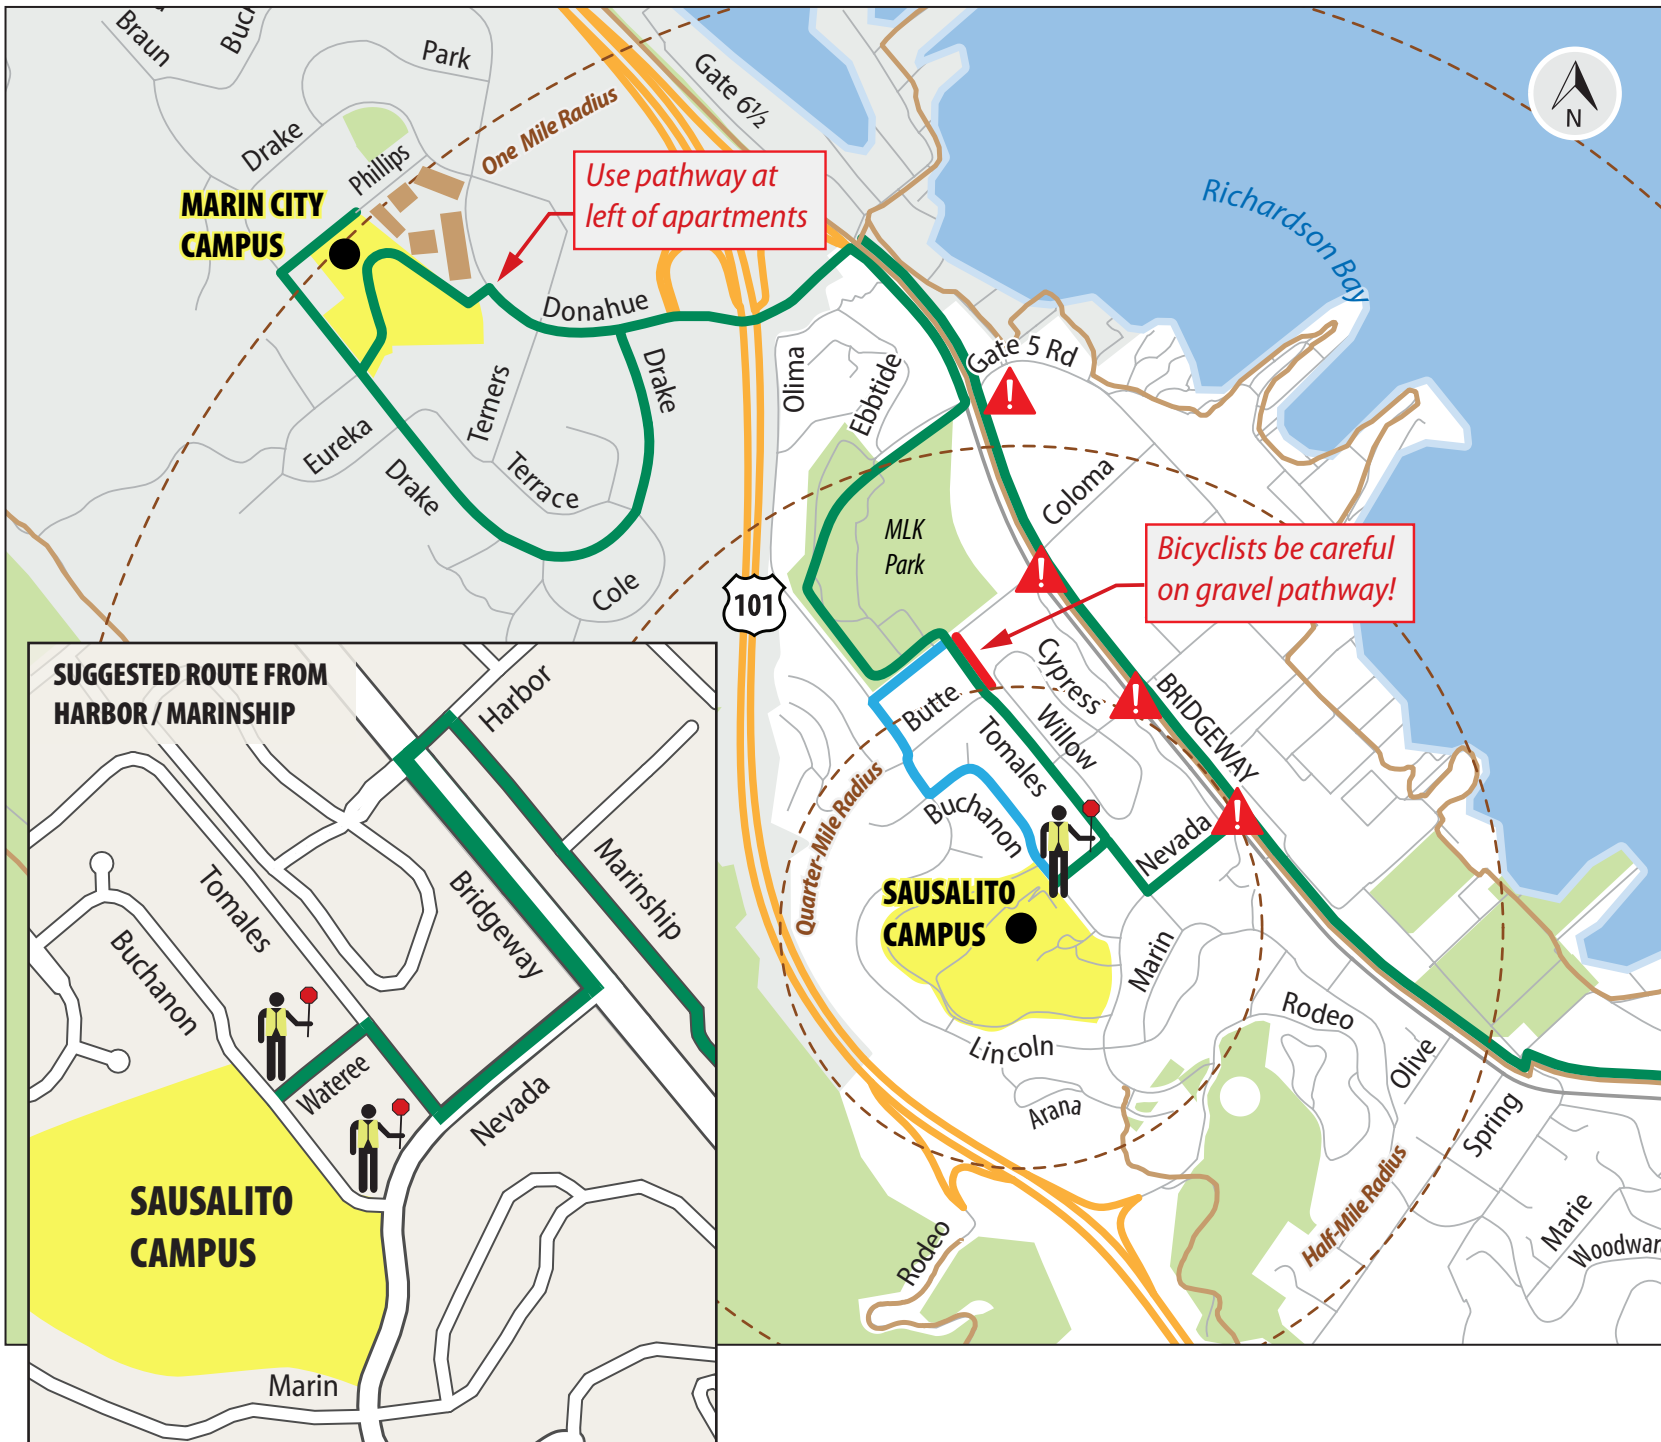 Braun
Buck
Park
Gate 6½
N
Drake
Phillips
One Mile Radius
Use pathway at
left of apartments
MARIN CITY
CAMPUS
Richardson Bay
Donahue
Olima
Ebbtide
Gate 5 Rd
Drake
Terners
Eureka
Drake
Terrace
Coloma
MLK
Park
Bicyclists be careful
on gravel pathway!
Cole
101
Cypress
Butte
Willow
BRIDGEWAY
Tomales
Quarter-Mile Radius
Buchanon
Nevada
SAUSALITO
CAMPUS
Marin
Rodeo
Lincoln
Olive
Arana
Spring
Half-Mile Radius
Marie
Woodwar
Rodeo
SUGGESTED ROUTE FROM
HARBOR / MARINSHIP
Harbor
Tomales
Bridgeway
Marinship
Buchanon
Wateree
Nevada
SAUSALITO
CAMPUS
Marin